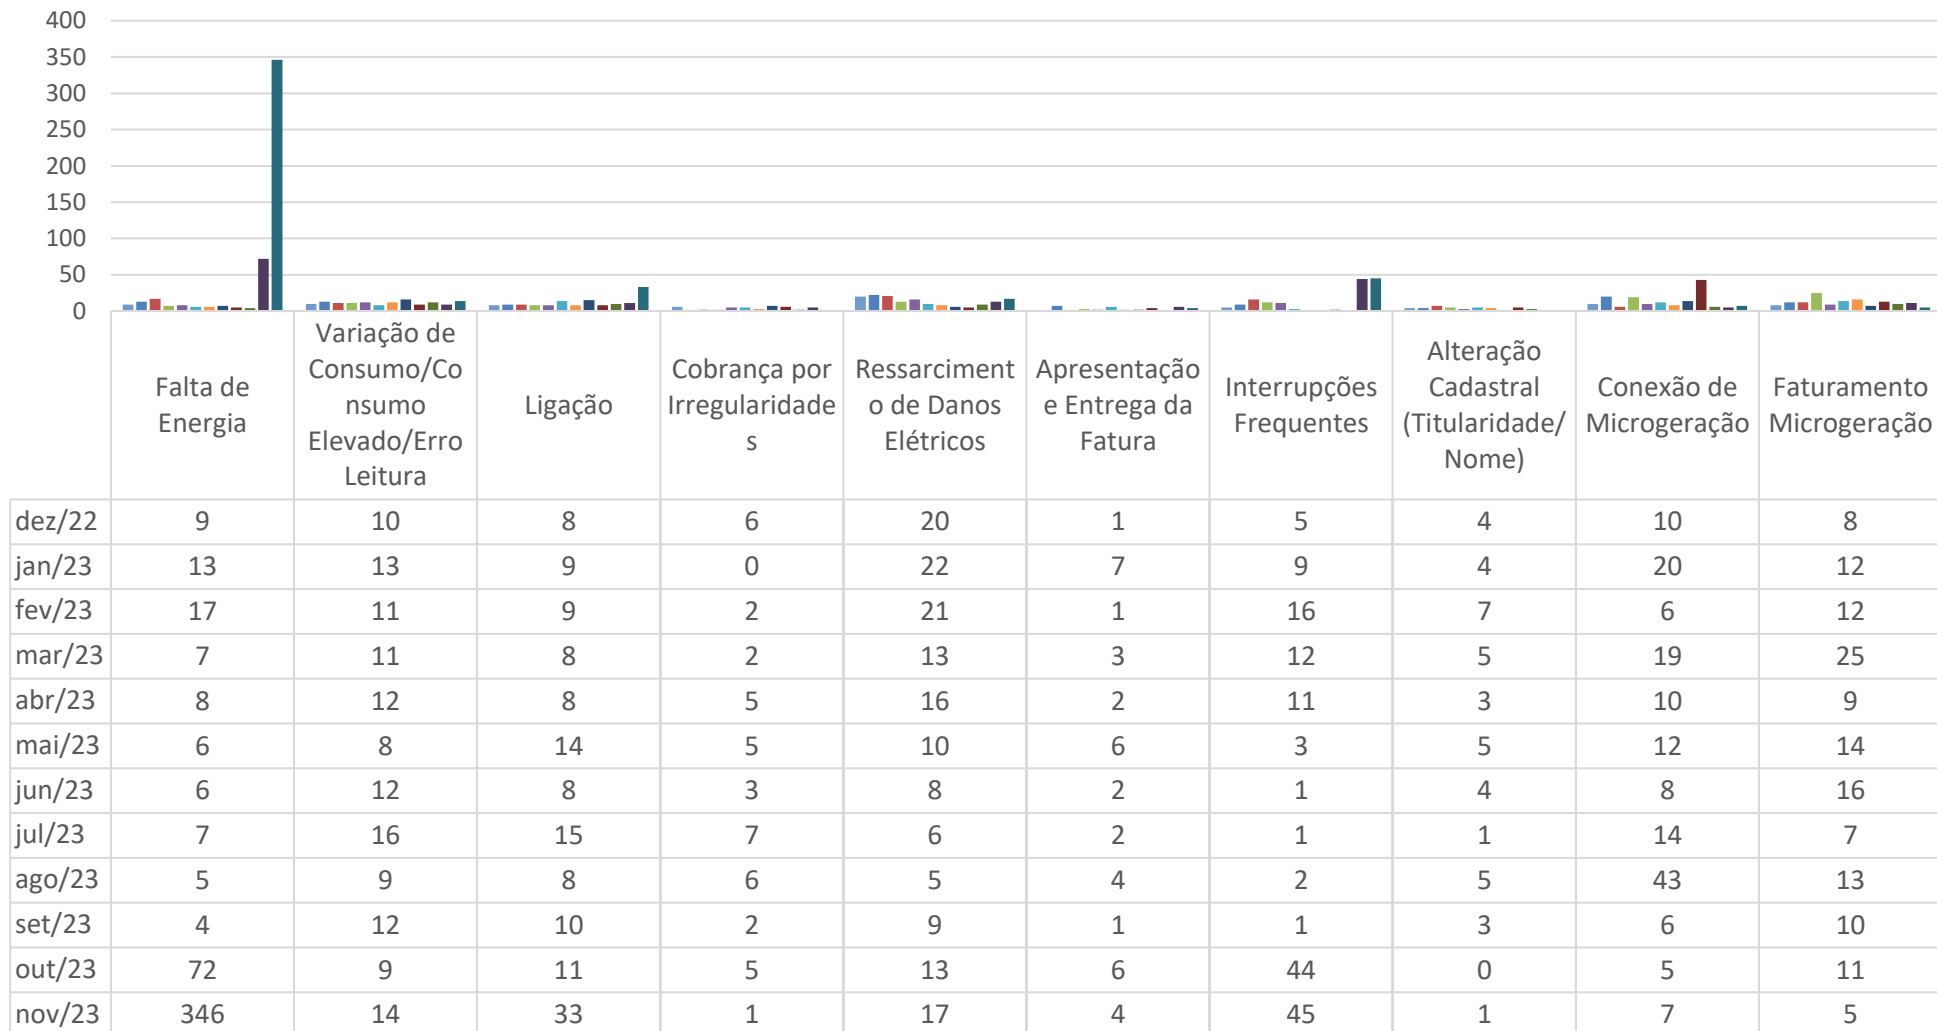 400
350
300
250
200
150
100
50
0
Falta de
Energia
Variação de
Consumo/Co
nsumo
Elevado/Erro
Leitura
Ligação
Cobrança por
Irregularidade
s
Ressarciment
o de Danos
Elétricos
Apresentação
e Entrega da
Fatura
Interrupções
Frequentes
Alteração
Cadastral
(Titularidade/
Nome)
Conexão de
Microgeração
Faturamento
Microgeração
dez/22 9 10 8 6 20 1 5 4 10 8
jan/23 13 13 9 0 22 7 9 4 20 12
fev/23 17 11 9 2 21 1 16 7 6 12
mar/23 7 11 8 2 13 3 12 5 19 25
abr/23 8 12 8 5 16 2 11 3 10 9
mai/23 6 8 14 5 10 6 3 5 12 14
jun/23 6 12 8 3 8 2 1 4 8 16
jul/23 7 16 15 7 6 2 1 1 14 7
ago/23 5 9 8 6 5 4 2 5 43 13
set/23 4 12 10 2 9 1 1 3 6 10
out/23 72 9 11 5 13 6 44 0 5 11
nov/23 346 14 33 1 17 4 45 1 7 5